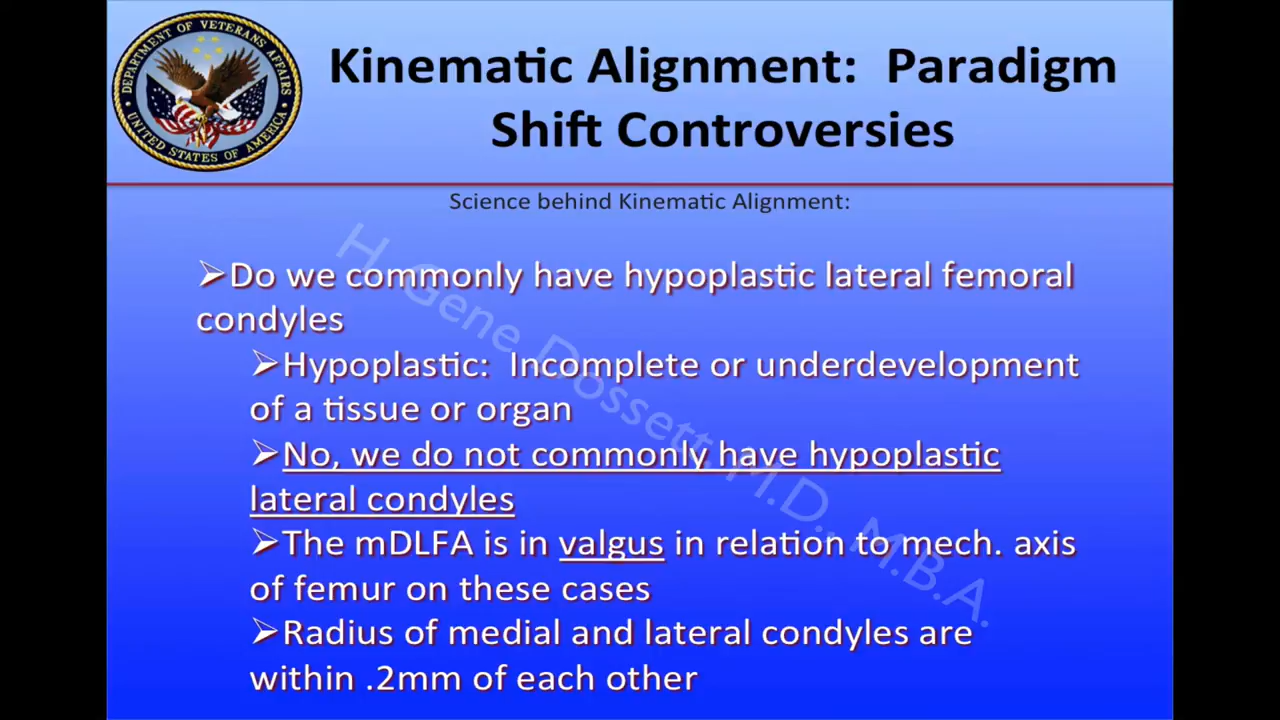 DEPARTMENT OF VETERANS AFFAIRS
UNITED STATES OF AMERICA
Kinematic Alignment: Paradigm
Shift Controversies
Science behind Kinematic Alignment:
➢Do we commonly have hypoplastic lateral femoral
condyles
➢Hypoplastic: Incomplete or underdevelopment
of a tissue or organ
➢No, we do not commonly have hypoplastic
lateral condyles
➢The mDLFA is in valgus in relation to mech. axis
of femur on these cases
➢Radius of medial and lateral condyles are
within .2mm of each other
H. Gene Dossett, M.D., M.B.A.